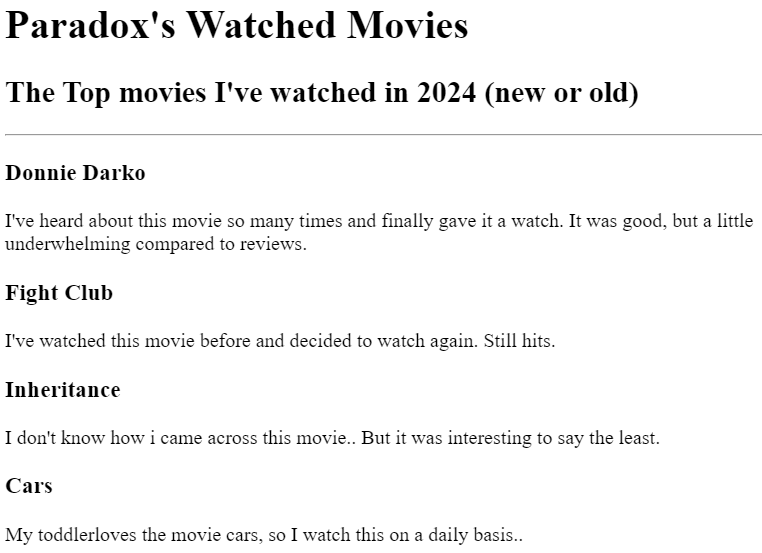 Paradox's Watched Movies
The Top movies I've watched in 2024 (new or old)
Donnie Darko
I've heard about this movie so many times and finally gave it a watch. It was good, but a little
underwhelming compared to reviews.
Fight Club
I've watched this movie before and decided to watch again. Still hits.
Inheritance
I don't know how i came across this movie.. But it was interesting to say the least.
Cars
My toddlerloves the movie cars, so I watch this on a daily basis..